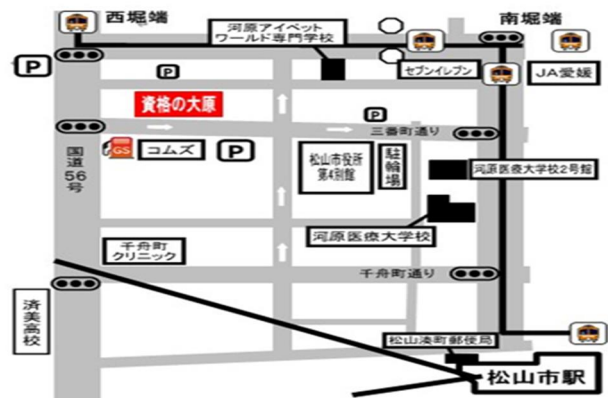 西堀端
南堀端
河原アイペット
ワールド専門学校
P
P
セブンイレブン
JA愛媛
資格の大原
P
三番町通り
GS
コムズ
P
松山市役所
第4別館
駐輪場
国道56号
河原医療大学校2号館
河原医療大学校
千舟町
クリニック
千舟町通り
済美高校
松山湊町郵便局
松山市駅